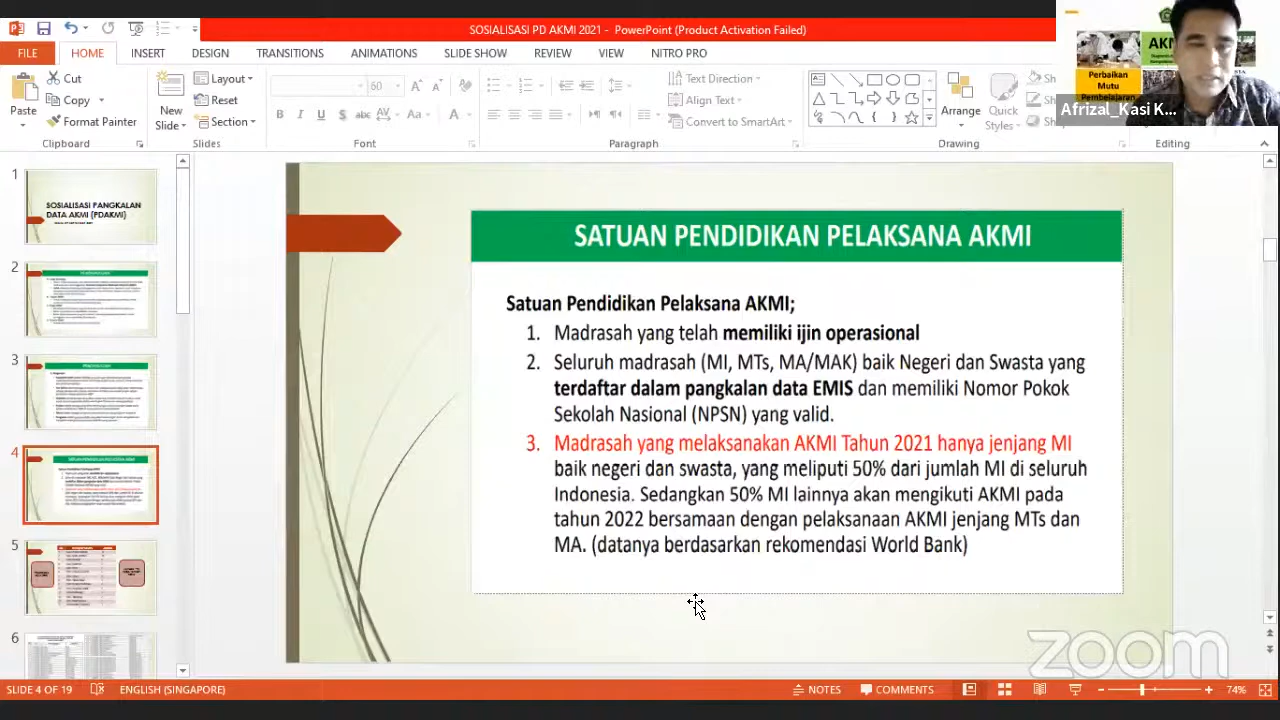 SOSIALISASI PD AKMI 2021 - PowerPoint (Product Activation Failed)
FILE HOME INSERT DESIGN TRANSITIONS ANIMATIONS SLIDE SHOW REVIEW VIEW NITRO PRO
Paste
Cut
Copy
Format Painter
Clipboard
New
Slide
Layout
Reset
Section
Slides
60
Font
Text Direction
Align Text
Convert to SmartArt
Paragraph
Arrange
Quick
Styles
Drawing
Editing
AKM
Perbaikan
Mutu
Pembelajaran
Afrizal_Kasi K...
1
SOSIALISASI PANGKALAN
DATA AKMI (PDAKMI)
2
3
4
5
6
SATUAN PENDIDIKAN PELAKSANA AKMI
Satuan Pendidikan Pelaksana AKMI;
1. Madrasah yang telah memiliki ijin operasional
2. Seluruh madrasah (MI, MTs, MA/MAK) baik Negeri dan Swasta yang
terdaftar dalam pangkalan data EMIS dan memiliki Nomor Pokok
Sekolah Nasional (NPSN) yang valid.
3. Madrasah yang melaksanakan AKMI Tahun 2021 hanya jenjang MI
baik negeri dan swasta, yang meliputi 50% dari jumlah MI di seluruh
Indonesia. Sedangkan 50% MI lainnya akan mengikuti AKMI pada
tahun 2022 bersamaan dengan pelaksanaan AKMI jenjang MTs dan
MA. (datanya berdasarkan rekomendasi World Bank)
zoom
SLIDE 4 OF 19 ENGLISH (SINGAPORE) NOTES COMMENTS 74%